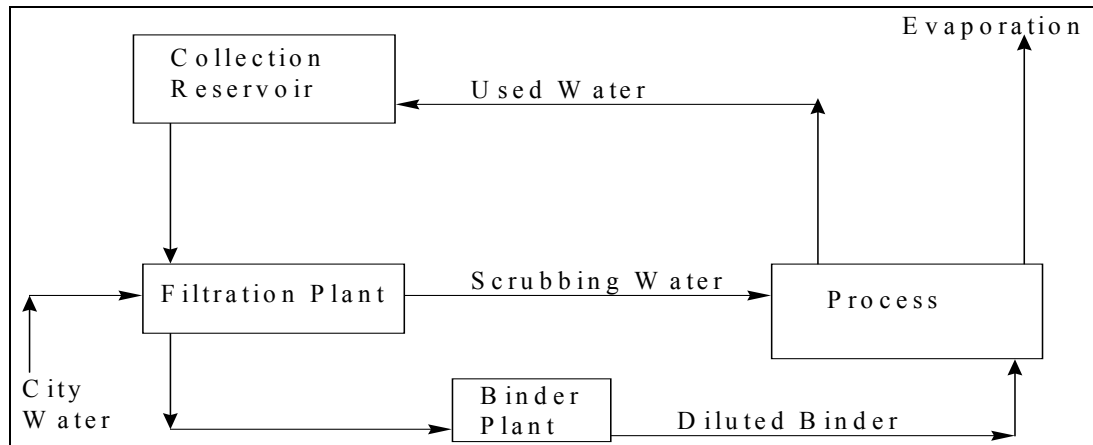 Evaporation
Collection
Reservoir
Used Water
Filtration Plant
Scrubbing Water
Process
City
Water
Binder
Plant
Diluted Binder